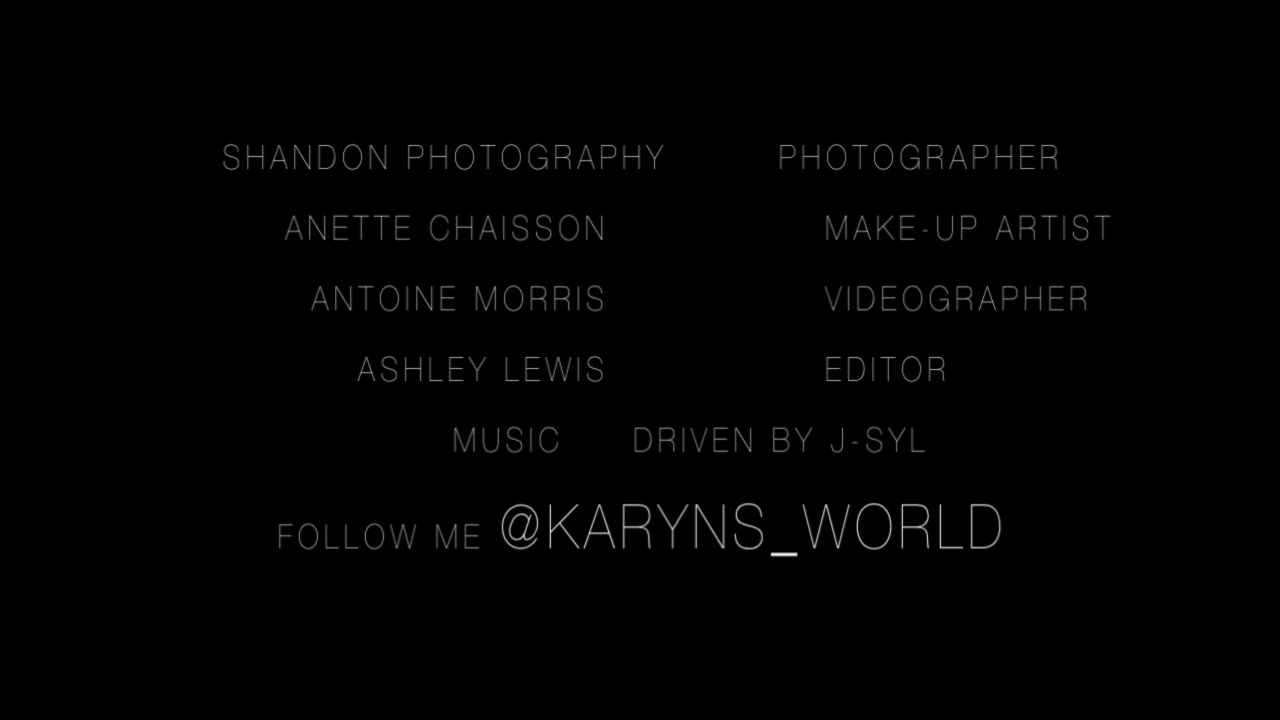 SHANDON PHOTOGRAPHY PHOTOGRAPHER
ANETTE CHAISSON MAKE-UP ARTIST
ANTOINE MORRIS VIDEOGRAPHER
ASHLEY LEWIS EDITOR
MUSIC DRIVEN BY J-SYL
FOLLOW ME @KARYNS_WORLD